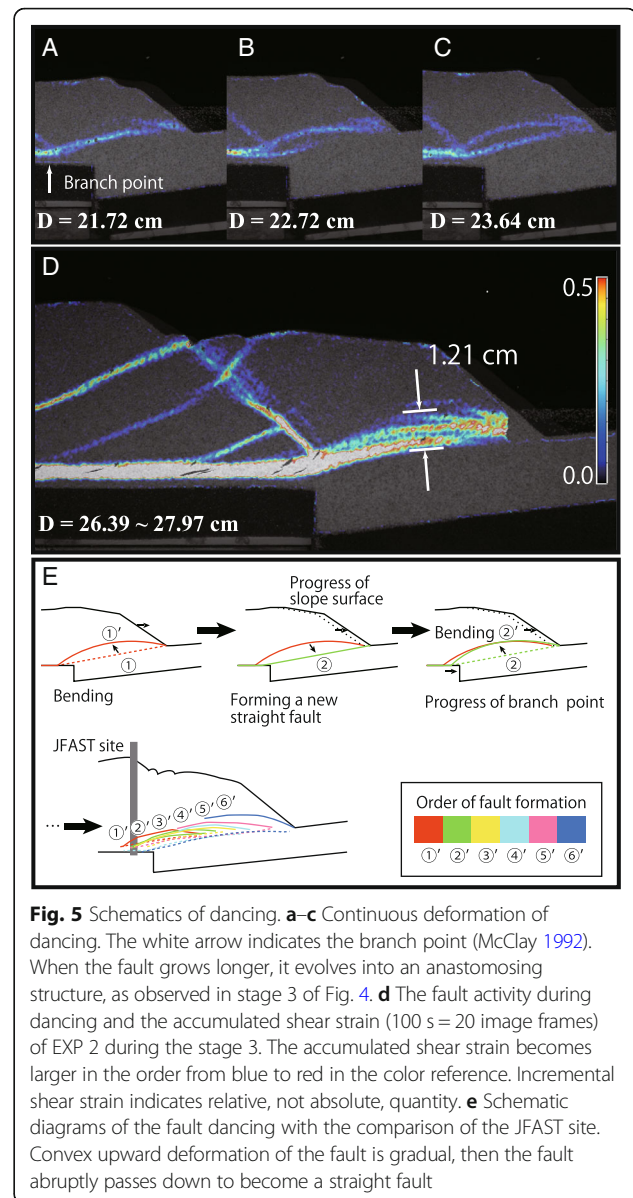 A
B
C
Branch point
D = 21.72 cm
D = 22.72 cm
D = 23.64 cm
D
1.21 cm
0.5
0.0
D = 26.39 ~ 27.97 cm
E
①′
①
Bending
Progress of
slope surface
②
Forming a new
straight fault
Bending ②′
②
Progress of branch point
JFAST site
①′ ②′ ③′ ④′ ⑤′ ⑥′
...
Order of fault formation
①′ ②′ ③′ ④′ ⑤′ ⑥′
Fig. 5 Schematics of dancing. a–c Continuous deformation of
dancing. The white arrow indicates the branch point (McClay 1992).
When the fault grows longer, it evolves into an anastomosing
structure, as observed in stage 3 of Fig. 4. d The fault activity during
dancing and the accumulated shear strain (100 s = 20 image frames)
of EXP 2 during the stage 3. The accumulated shear strain becomes
larger in the order from blue to red in the color reference. Incremental
shear strain indicates relative, not absolute, quantity. e Schematic
diagrams of the fault dancing with the comparison of the JFAST site.
Convex upward deformation of the fault is gradual, then the fault
abruptly passes down to become a straight fault